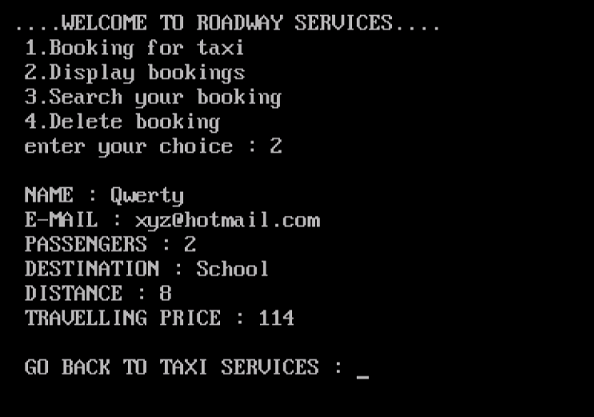 ....WELCOME TO ROADWAY SERVICES....
1.Booking for taxi
2.Display bookings
3.Search your booking
4.Delete booking
enter your choice : 2
NAME : Qwerty
E-MAIL : xyz@hotmail.com
PASSENGERS : 2
DESTINATION : School
DISTANCE : 8
TRAVELLING PRICE : 114
GO BACK TO TAXI SERVICES : _